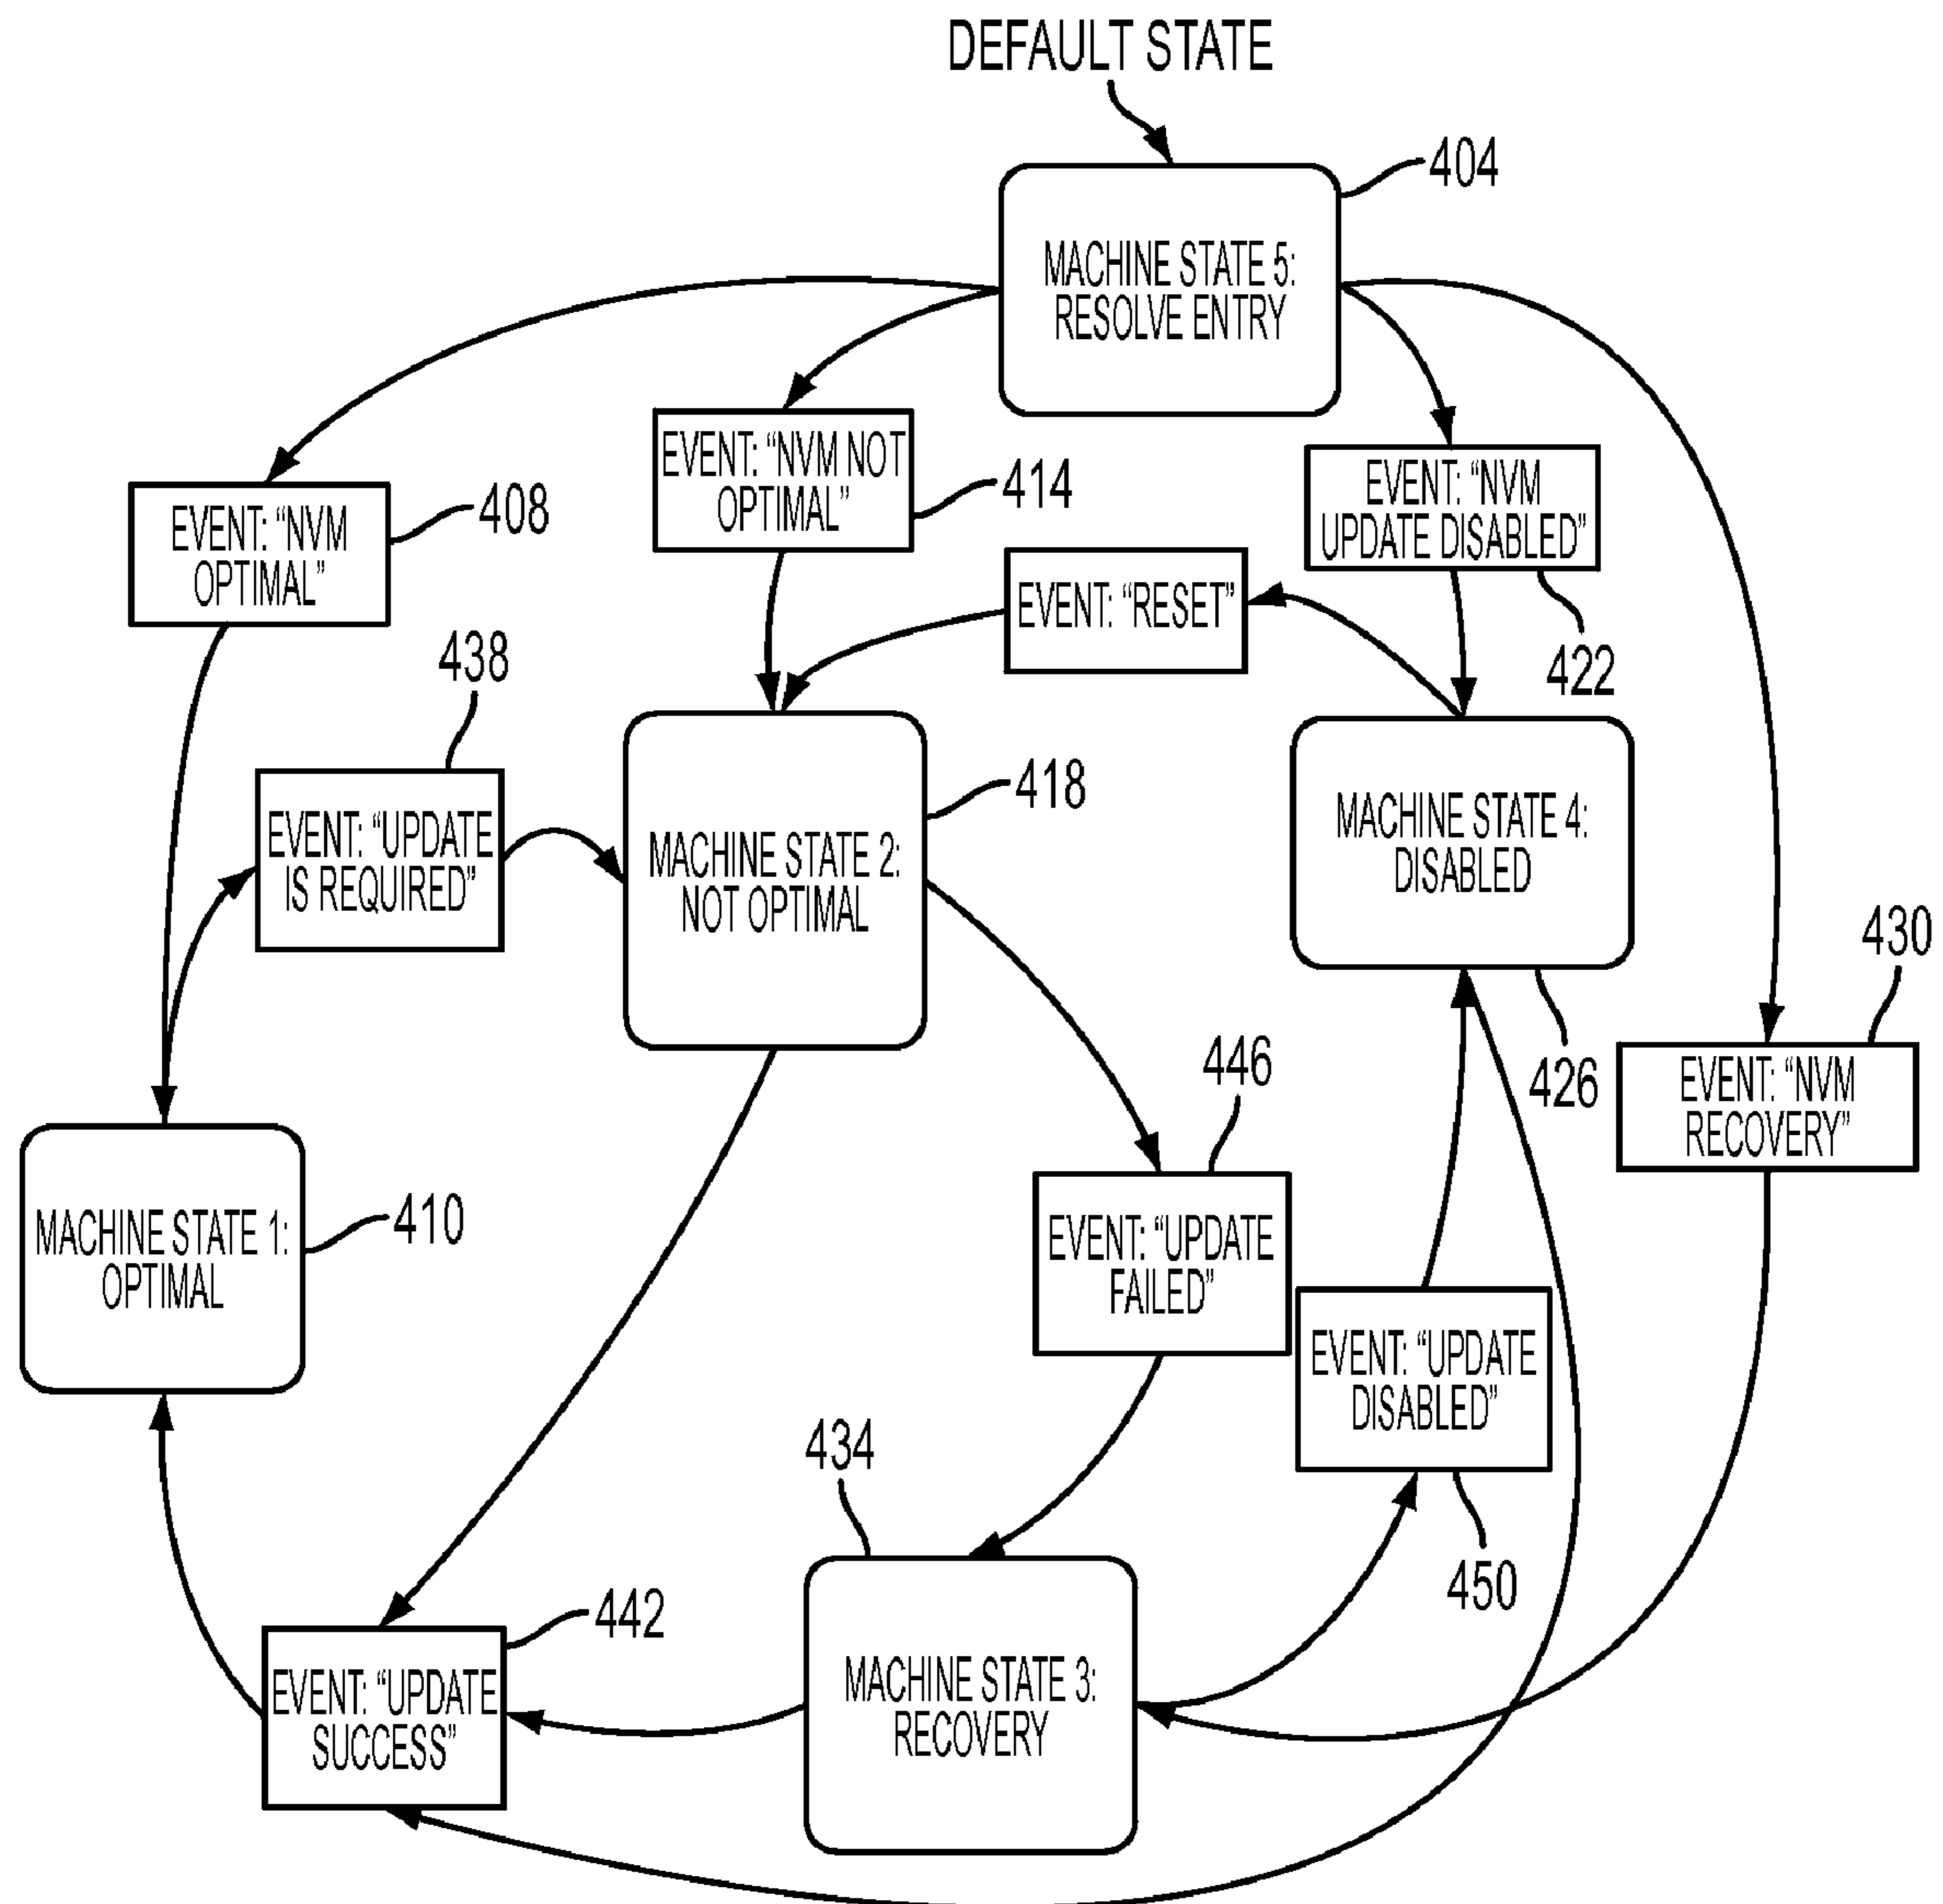 DEFAULT STATE
404
MACHINE STATE 5:
RESOLVE ENTRY
EVENT: “NVM
OPTIMAL”
408
EVENT: “NVM NOT
OPTIMAL”
414
EVENT: “NVM
UPDATE DISABLED”
422
EVENT: “RESET”
438
EVENT: “UPDATE
IS REQUIRED”
MACHINE STATE 2:
NOT OPTIMAL
418
MACHINE STATE 4:
DISABLED
426
430
EVENT: “NVM
RECOVERY”
MACHINE STATE 1:
OPTIMAL
410
446
EVENT: “UPDATE
FAILED”
EVENT: “UPDATE
DISABLED”
450
434
MACHINE STATE 3:
RECOVERY
442
EVENT: “UPDATE
SUCCESS”